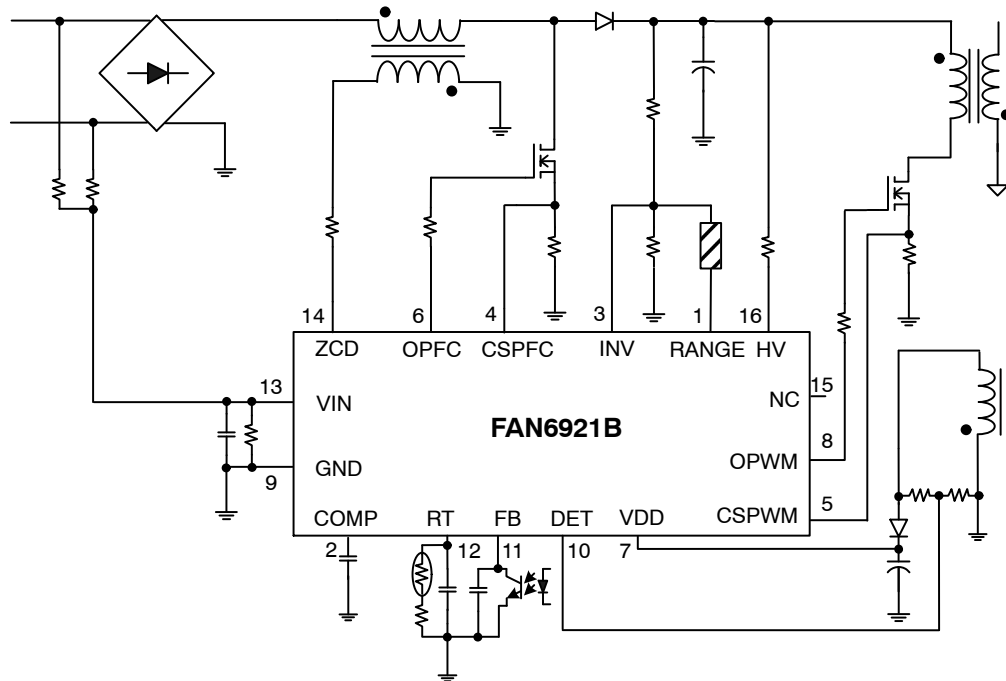 14 6 4 3 1 16
ZCD OPFC CSPFC INV RANGE HV
13
VIN
NC
15
FAN6921B
8
OPWM
GND
9
5
CSPWM
COMP RT FB DET VDD
2 12 11 10 7